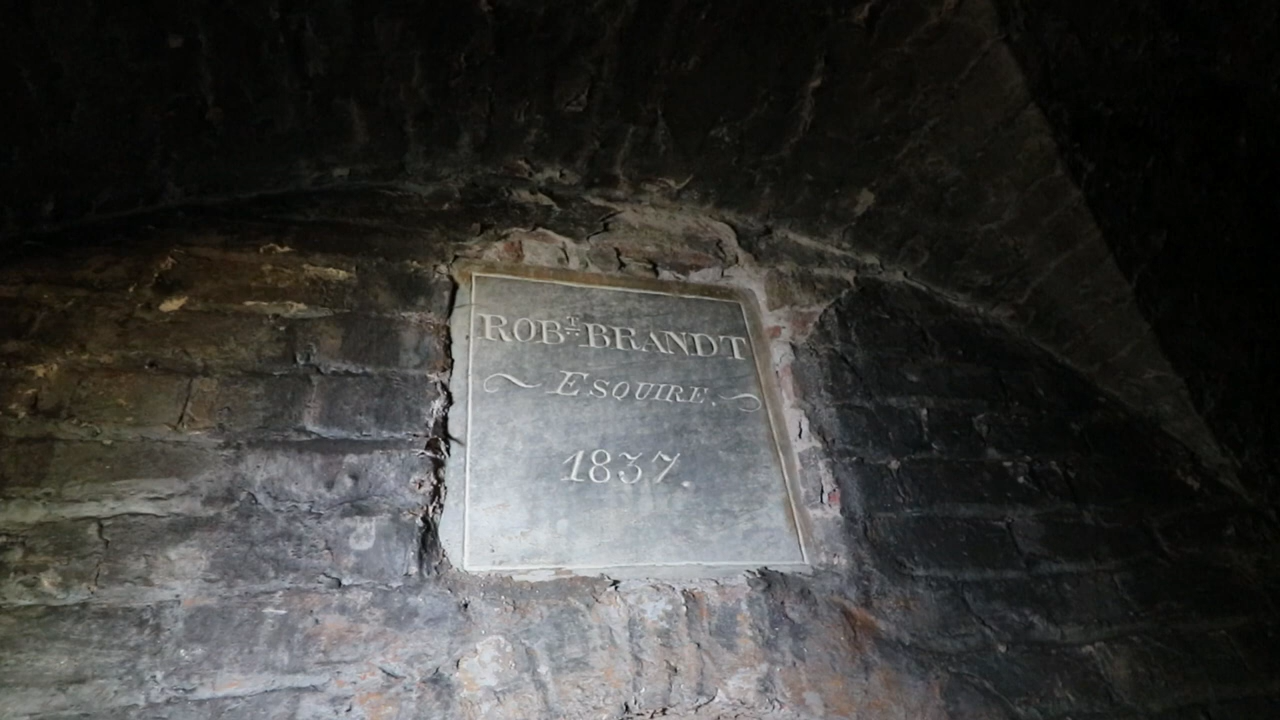 ROBᵀ BRANDT
~ ESQUIRE. ~
1837.